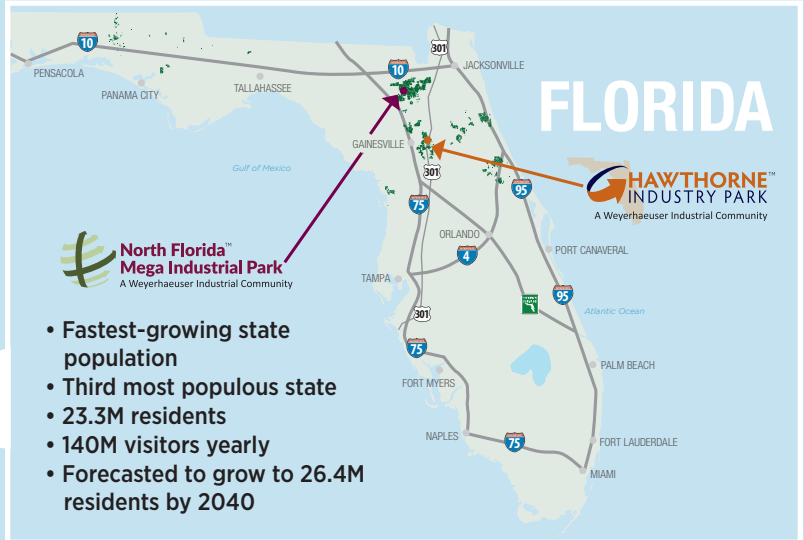 FLORIDA
10
PENSACOLA
PANAMA CITY
TALLAHASSEE
10
301
JACKSONVILLE
GAINESVILLE
301
Gulf of Mexico
75
95
HAWTHORNE™
INDUSTRY PARK
A Weyerhaeuser Industrial Community
North Florida™
Mega Industrial Park
A Weyerhaeuser Industrial Community
ORLANDO
4
PORT CANAVERAL
TAMPA
95
301
Atlantic Ocean
75
PALM BEACH
FORT MYERS
NAPLES
75
FORT LAUDERDALE
MIAMI
• Fastest-growing state
population
• Third most populous state
• 23.3M residents
• 140M visitors yearly
• Forecasted to grow to 26.4M
residents by 2040